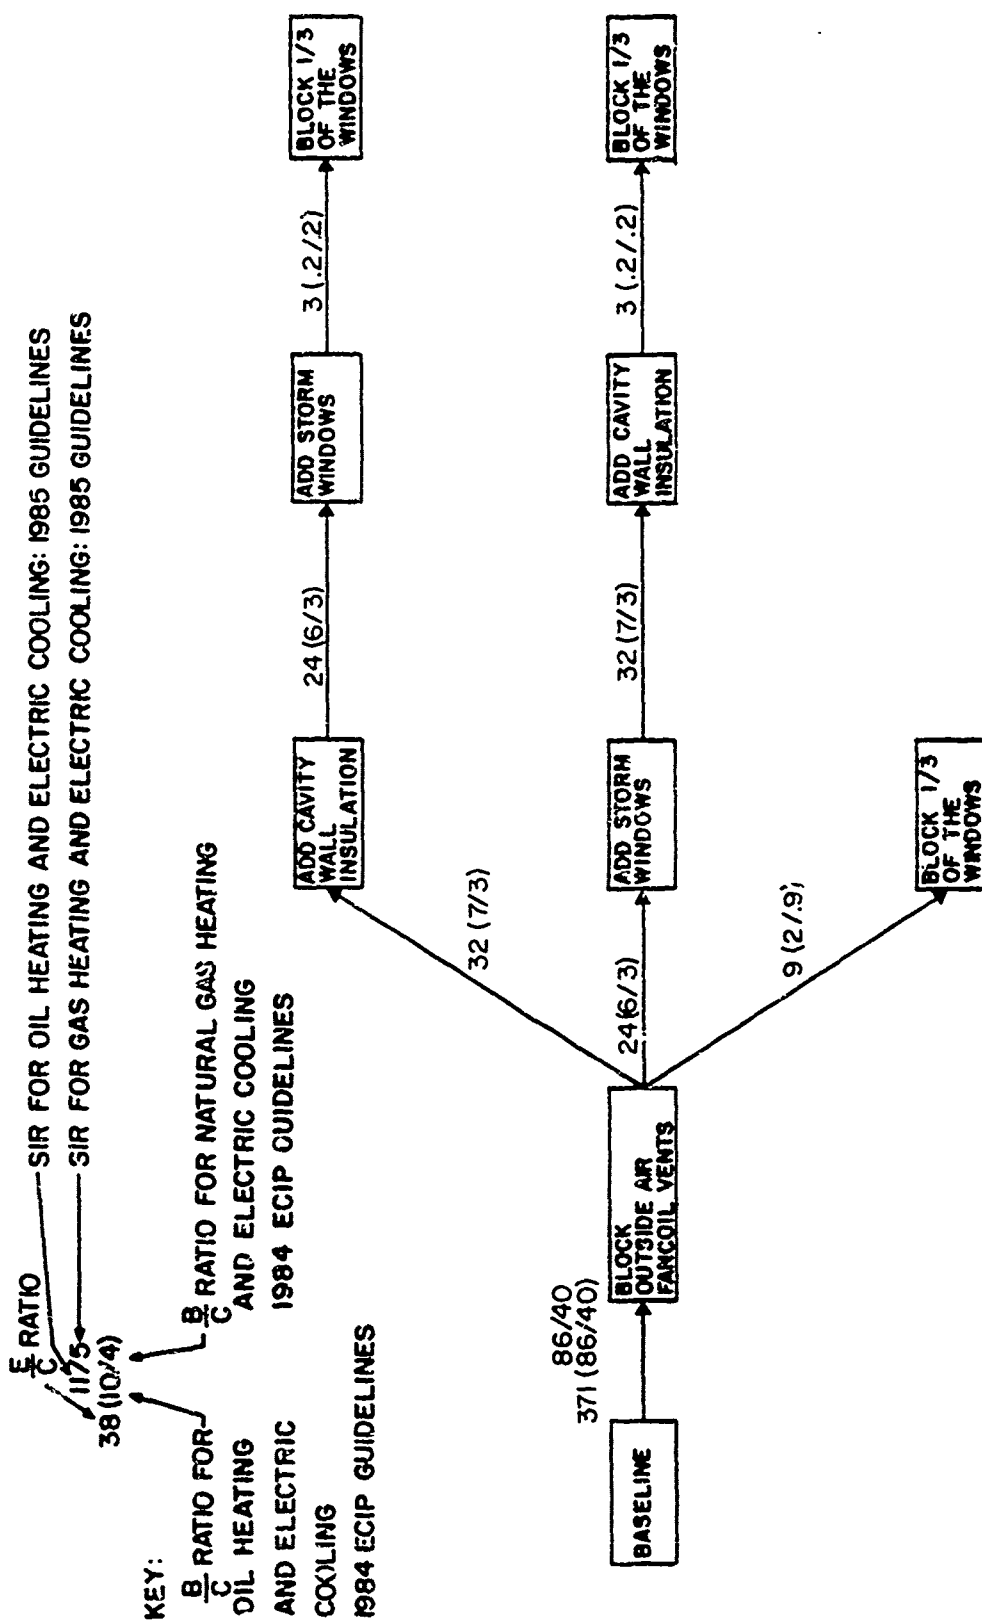 E
C RATIO
SIR FOR OIL HEATING AND ELECTRIC COOLING: 1985 GUIDELINES
11/5
SIR FOR GAS HEATING AND ELECTRIC COOLING: 1985 GUIDELINES
38 (10/4)
KEY:
B
C RATIO FOR
OIL HEATING
AND ELECTRIC
COOLING
1984 ECIP GUIDELINES
B
C RATIO FOR NATURAL GAS HEATING
AND ELECTRIC COOLING
1984 ECIP GUIDELINES
BASELINE
86/40
371 (86/40)
BLOCK
OUTSIDE AIR
FANCOIL VENTS
32 (7/3)
ADD CAVITY
WALL
INSULATION
24 (6/3)
ADD STORM
WINDOWS
3 (.2/.2)
BLOCK 1/3
OF THE
WINDOWS
24 (6/3)
ADD STORM
WINDOWS
32 (7/3)
ADD CAVITY
WALL
INSULATION
3 (.2/.2)
BLOCK 1/3
OF THE
WINDOWS
9 (2/.9)
BLOCK 1/3
OF THE
WINDOWS